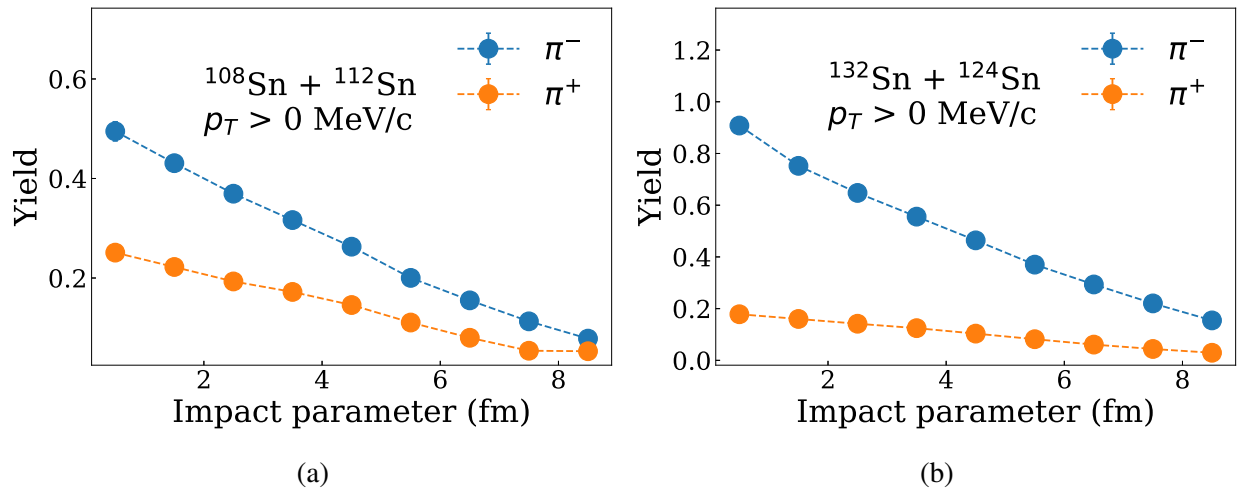 π⁻
π⁺
¹⁰⁸Sn + ¹¹²Sn
p_T > 0 MeV/c
Yield
0.6
0.4
0.2
2 4 6 8
Impact parameter (fm)
(a)
π⁻
π⁺
¹³²Sn + ¹²⁴Sn
p_T > 0 MeV/c
Yield
1.2
1.0
0.8
0.6
0.4
0.2
0.0
2 4 6 8
Impact parameter (fm)
(b)